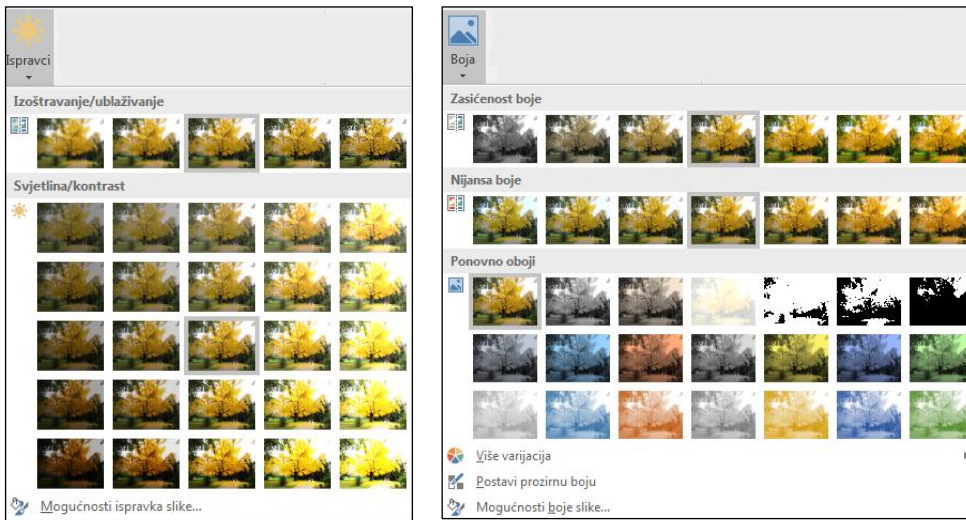 Ispravci
Izoštravanje/ublaživanje
Svjetlina/kontrast
Mogućnosti ispravka slike...
Boja
Zasićenost boje
Nijansa boje
Ponovno oboji
Više varijacija
Postavi prozirnu boju
Mogućnosti boje slike...